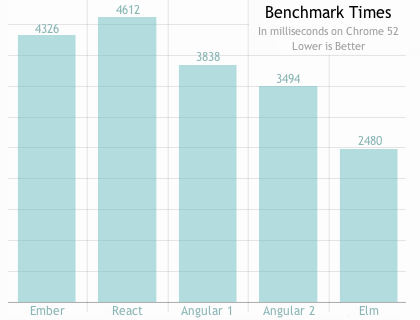 Benchmark Times
In milliseconds on Chrome 52
Lower is Better
4326
4612
3838
3494
2480
Ember
React
Angular 1
Angular 2
Elm